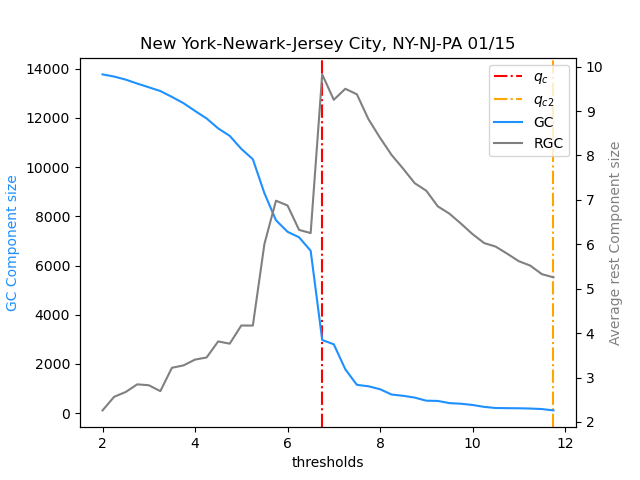 New York-Newark-Jersey City, NY-NJ-PA 01/15
14000
12000
10000
8000
6000
4000
2000
0
GC Component size
10
9
8
7
6
5
4
3
2
Average rest Component size
q_c
q_{c2}
GC
RGC
2 4 6 8 10 12
thresholds